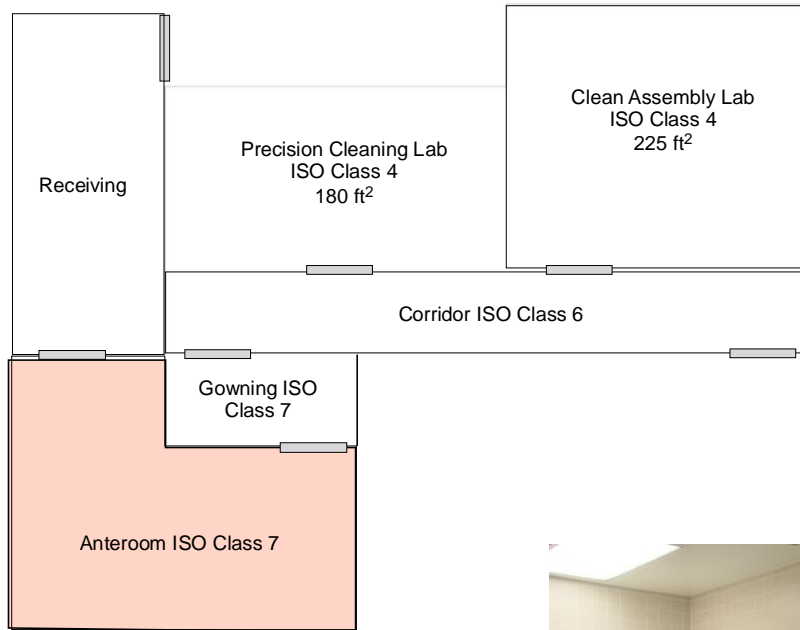 Clean Assembly Lab
ISO Class 4
225 ft²
Precision Cleaning Lab
ISO Class 4
180 ft²
Receiving
Corridor ISO Class 6
Gowning ISO
Class 7
Anteroom ISO Class 7